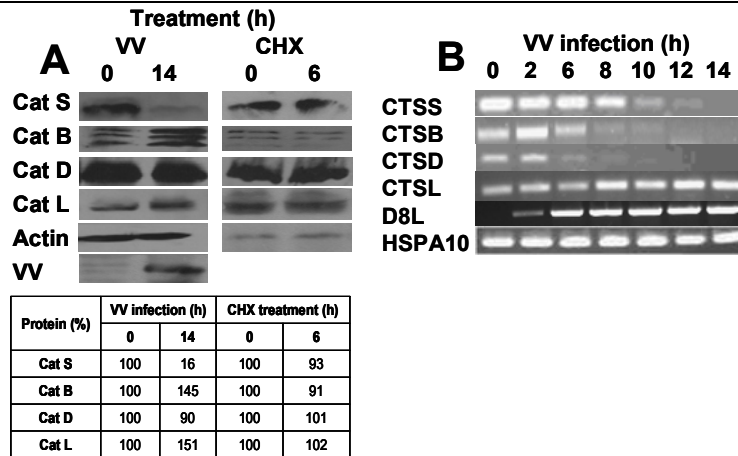 Treatment (h)
A
VV CHX
0 14 0 6
Cat S
Cat B
Cat D
Cat L
Actin
VV
Protein (%) VV infection (h) CHX treatment (h)
0 14 0 6
Cat S 100 16 100 93
Cat B 100 145 100 91
Cat D 100 90 100 101
Cat L 100 151 100 102
B
VV infection (h)
0 2 6 8 10 12 14
CTSS
CTSB
CTSD
CTSL
D8L
HSPA10